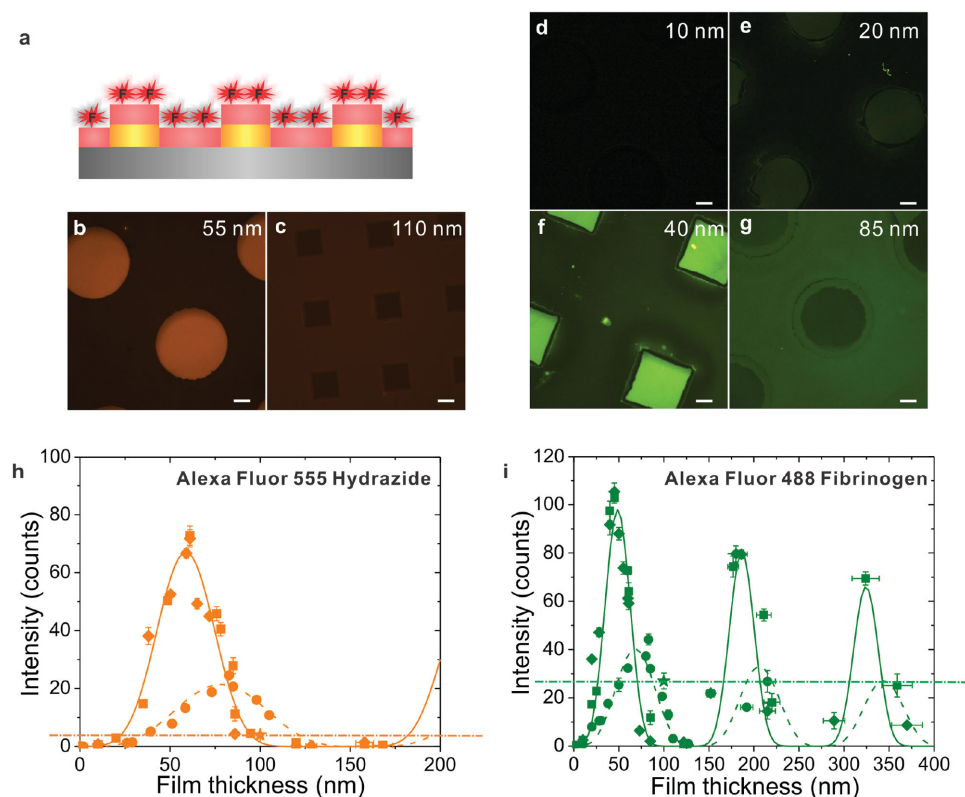 a
F F F F F F
F F F F F F
b 55 nm
c 110 nm
d 10 nm
e 20 nm
f 40 nm
g 85 nm
h
Alexa Fluor 555 Hydrazide
Intensity (counts)
100
80
60
40
20
0
0 50 100 150 200
Film thickness (nm)
i
Alexa Fluor 488 Fibrinogen
Intensity (counts)
120
100
80
60
40
20
0
0 50 100 150 200 250 300 350 400
Film thickness (nm)